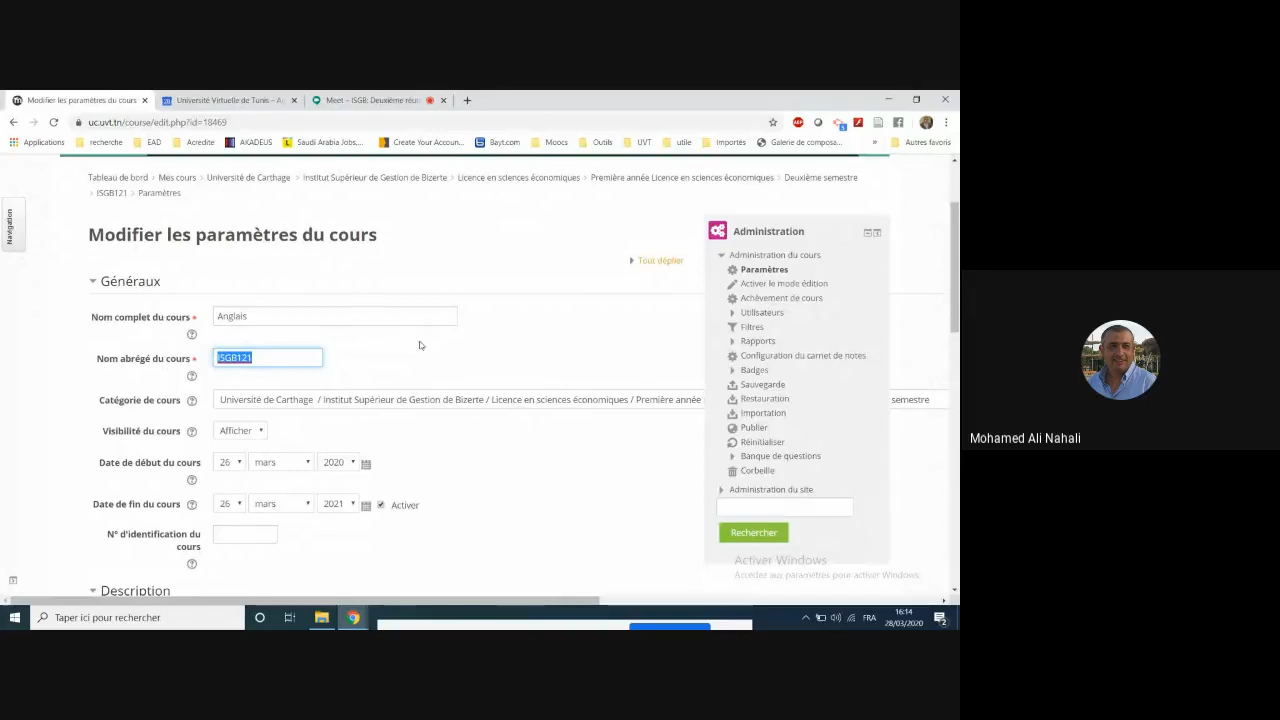 Modifier les paramètres du cours
Université Virtuelle de Tunis – A
Meet – ISGB: Deuxième réu
uc.uvt.tn/course/edit.php?id=18469
Applications
recherche
EAD
Acredite
AKADEUS
Saudi Arabia Jobs,...
Create Your Accoun...
Bayt.com
Moocs
Outils
UVT
utile
Importés
Galerie de composa...
»
Autres favoris
Tableau de bord > Mes cours > Université de Carthage > Institut Supérieur de Gestion de Bizerte > Licence en sciences économiques > Première année Licence en sciences économiques > Deuxième semestre
> ISGB121 > Paramètres
Navigation
Modifier les paramètres du cours
Tout déplier
Généraux
Nom complet du cours *
Anglais
Nom abrégé du cours *
ISGB121
Catégorie de cours
Université de Carthage / Institut Supérieur de Gestion de Bizerte / Licence en sciences économiques / Première année
semestre
Visibilité du cours
Afficher
Date de début du cours
26 mars 2020
Date de fin du cours
26 mars 2021 Activer
N° d'identification du
cours
Description
Administration
Administration du cours
Paramètres
Activer le mode édition
Achèvement de cours
Utilisateurs
Filtres
Rapports
Configuration du carnet de notes
Badges
Sauvegarde
Restauration
Importation
Publier
Réinitialiser
Banque de questions
Corbeille
Administration du site
Rechercher
Activer Windows
Accédez aux paramètres pour activer Windows.
Taper ici pour rechercher
FRA
16:14
28/03/2020
2
Mohamed Ali Nahali